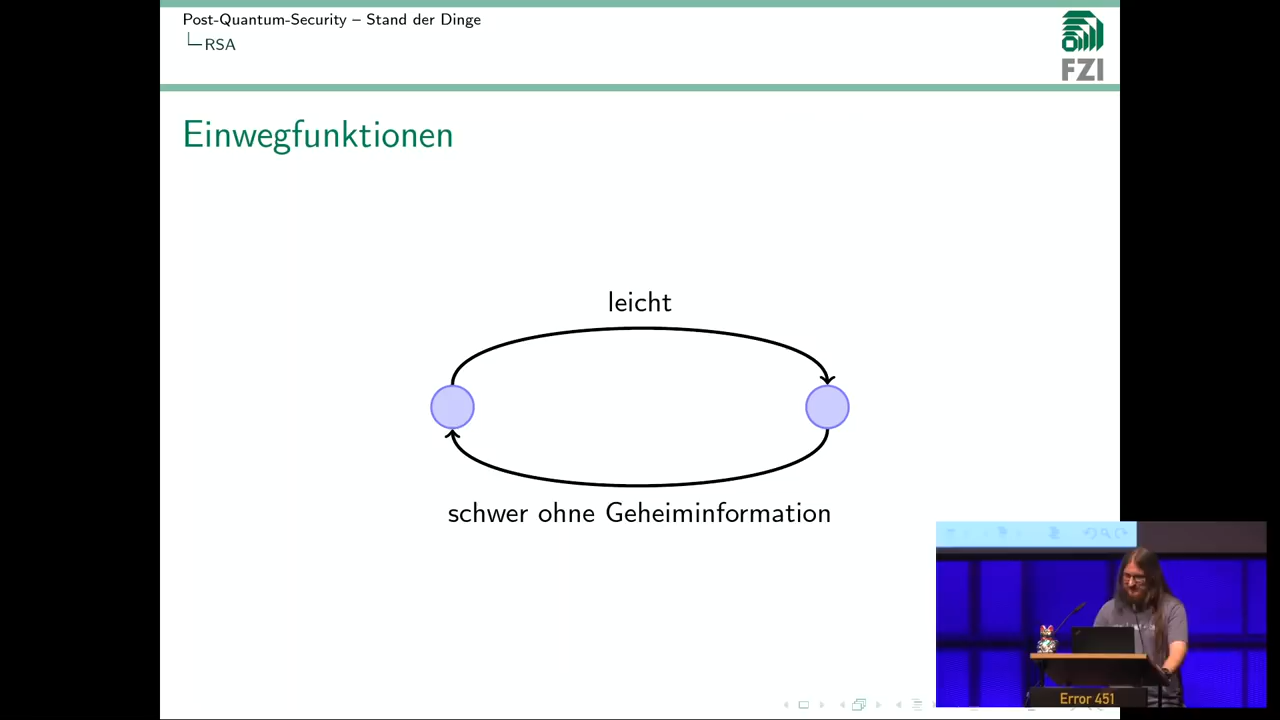 Post-Quantum-Security – Stand der Dinge
RSA
FZI
Einwegfunktionen
leicht
schwer ohne Geheiminformation
Error 451